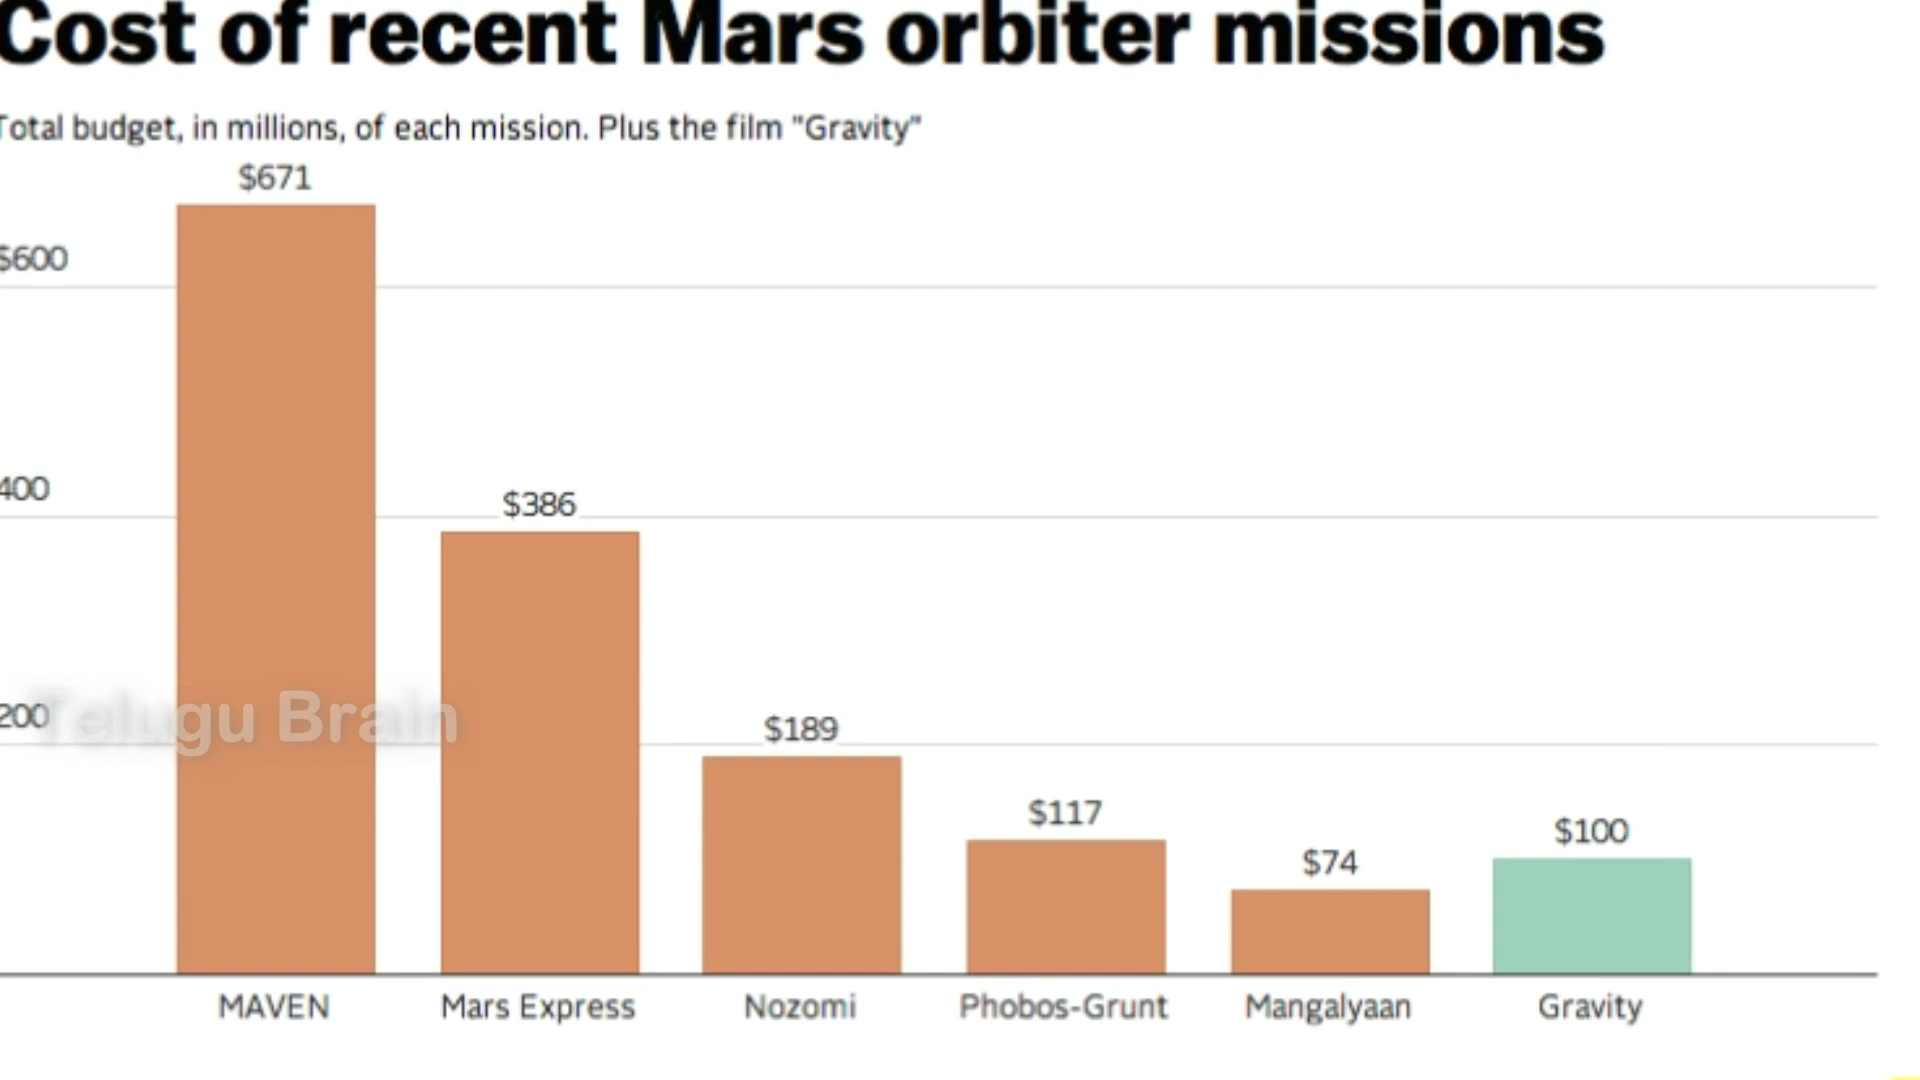 Cost of recent Mars orbiter missions
Total budget, in millions, of each mission. Plus the film "Gravity"
$671
$600
400
$386
200
Telugu Brain
$189
$117
$74
$100
MAVEN
Mars Express
Nozomi
Phobos-Grunt
Mangalyaan
Gravity